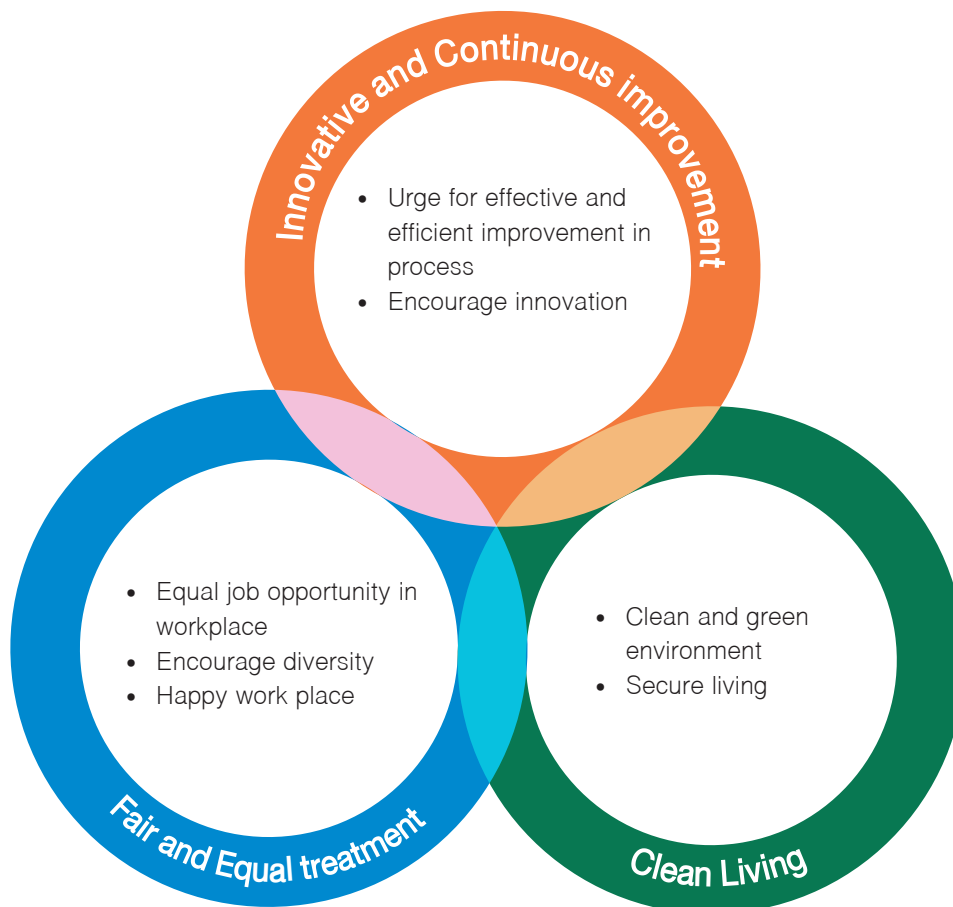 Innovative and Continuous improvement
• Urge for effective and
efficient improvement in
process
• Encourage innovation
• Equal job opportunity in
workplace
• Encourage diversity
• Happy work place
Fair and Equal treatment
• Clean and green
environment
• Secure living
Clean Living